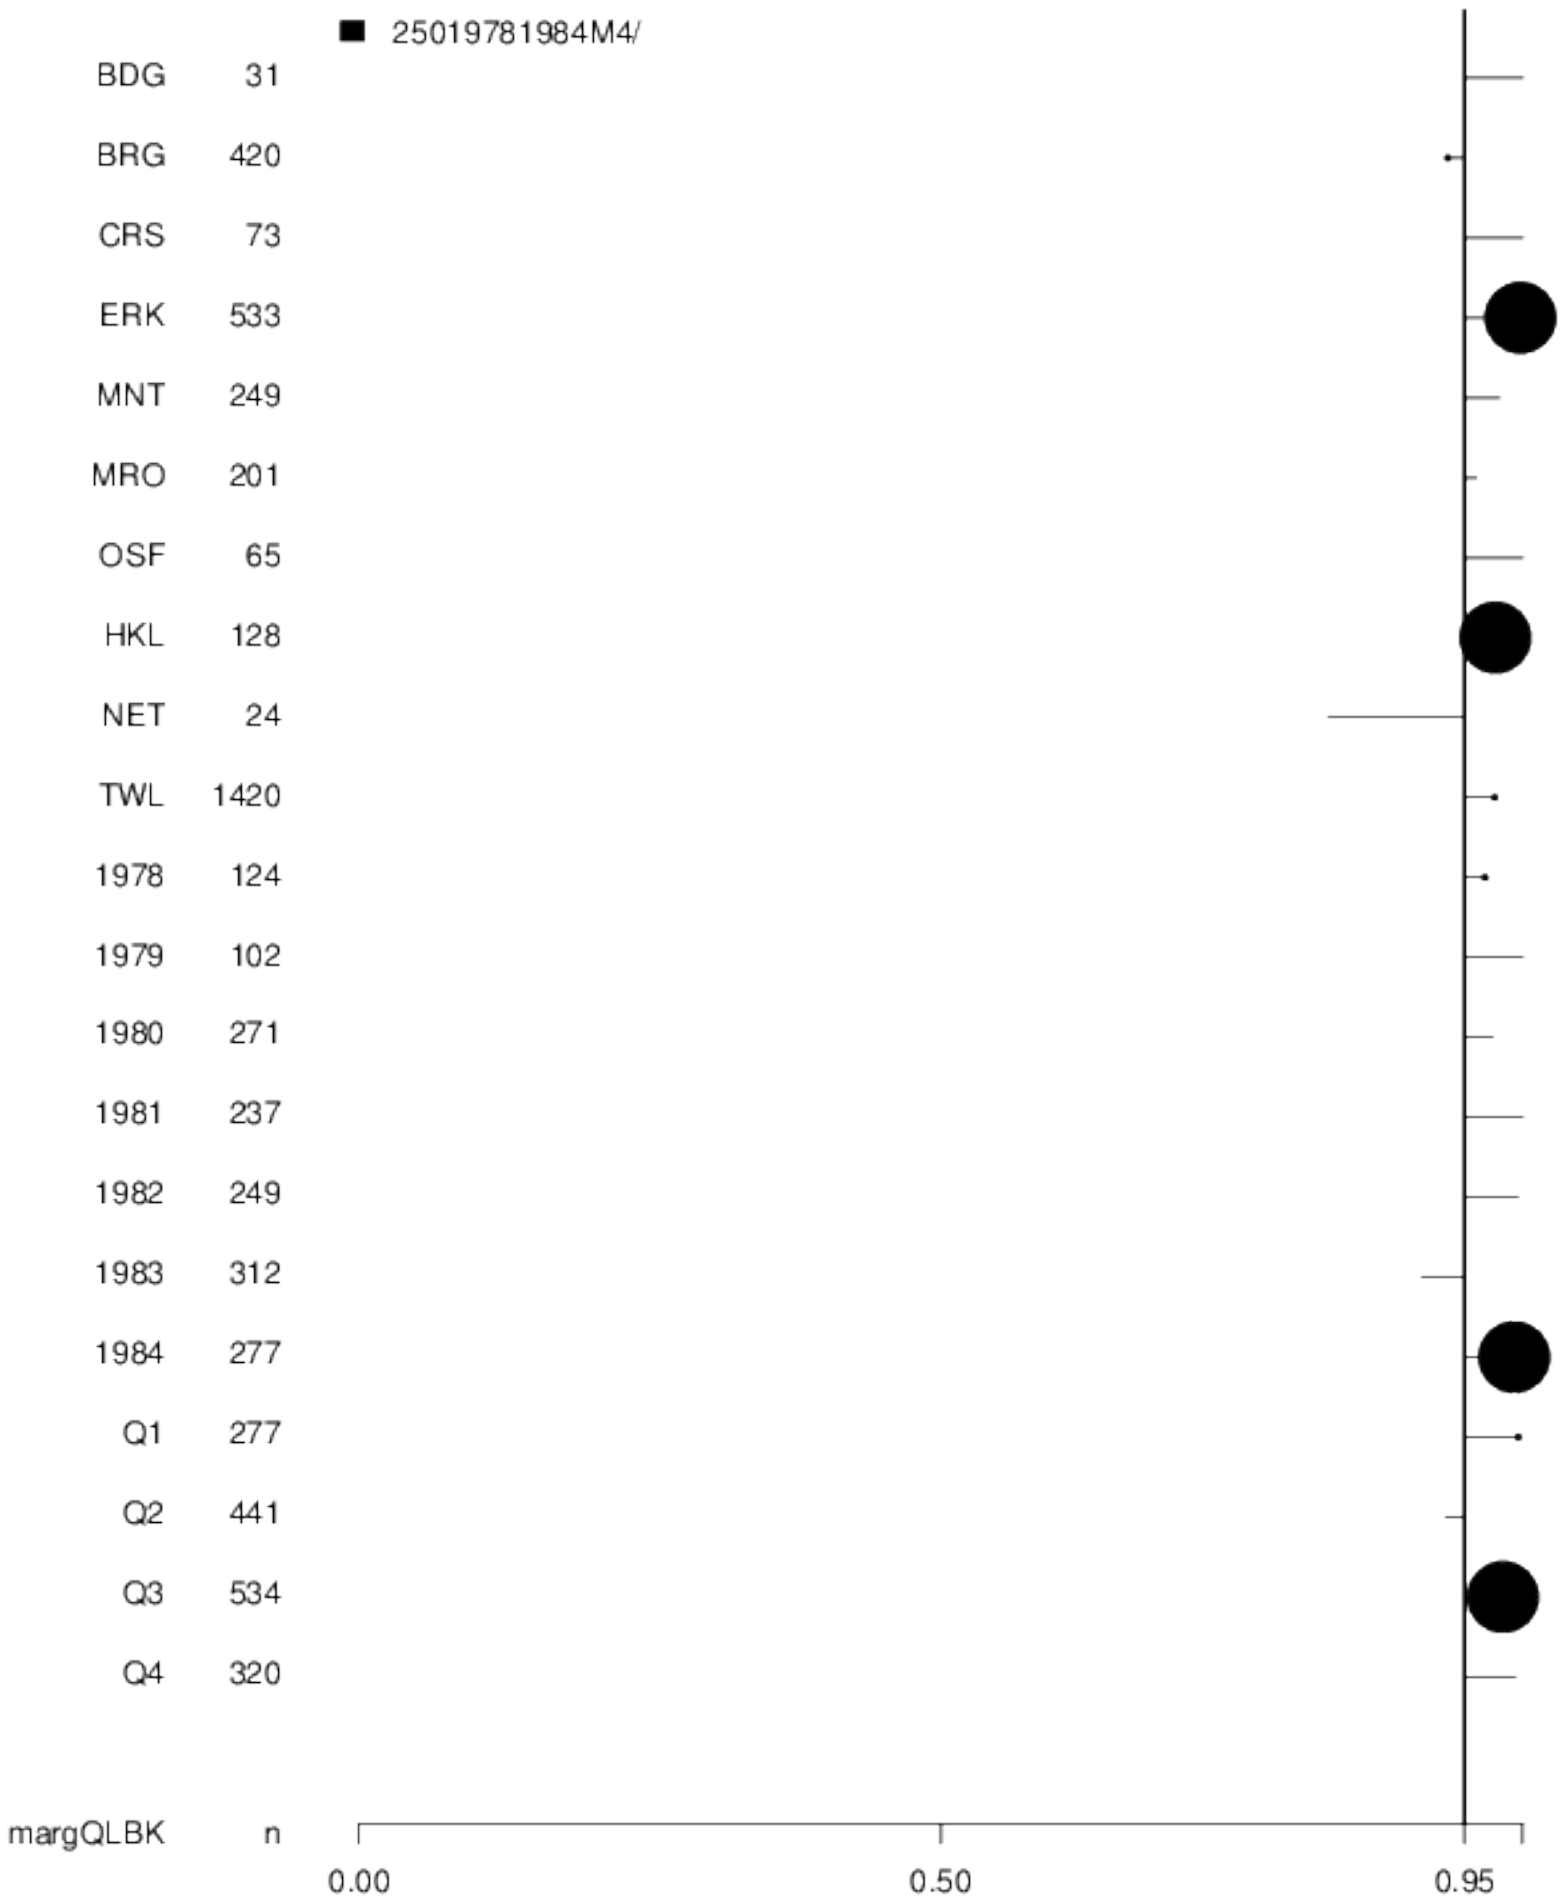 25019781984M4/
BDG 31
BRG 420
CRS 73
ERK 533
MNT 249
MRO 201
OSF 65
HKL 128
NET 24
TWL 1420
1978 124
1979 102
1980 271
1981 237
1982 249
1983 312
1984 277
Q1 277
Q2 441
Q3 534
Q4 320
margQLBK n
0.00 0.50 0.95